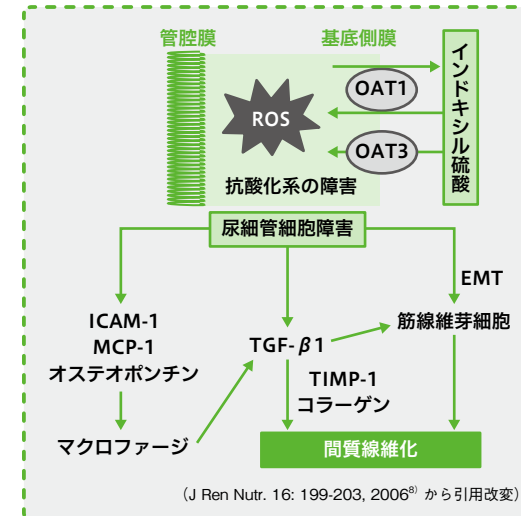 管腔膜
基底側膜
インドキシル硫酸
OAT1
ROS
OAT3
抗酸化系の障害
尿細管細胞障害
EMT
ICAM-1
MCP-1
オステオポンチン
TGF-β1
筋線維芽細胞
TIMP-1
コラーゲン
マクロファージ
間質線維化
(J Ren Nutr. 16: 199-203, 2006⁸⁾ から引用改変)